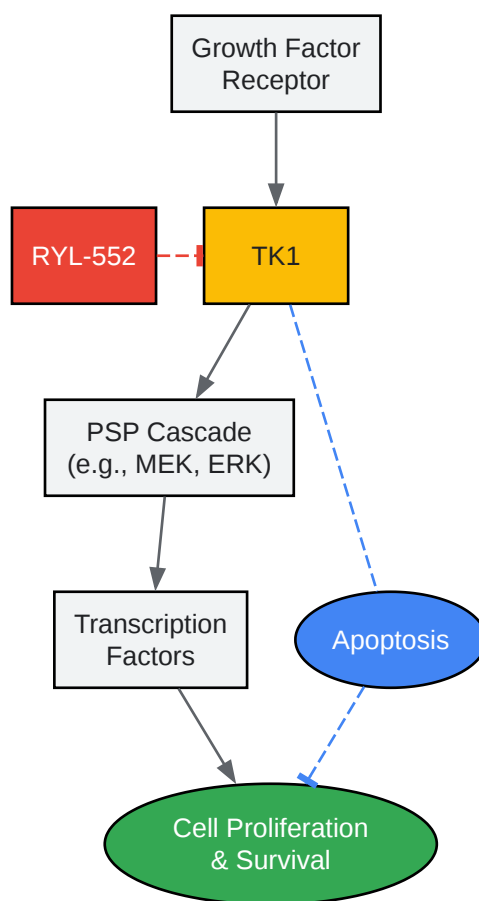 Growth Factor
Receptor
RYL-552
TK1
PSP Cascade
(e.g., MEK, ERK)
Transcription
Factors
Apoptosis
Cell Proliferation
& Survival